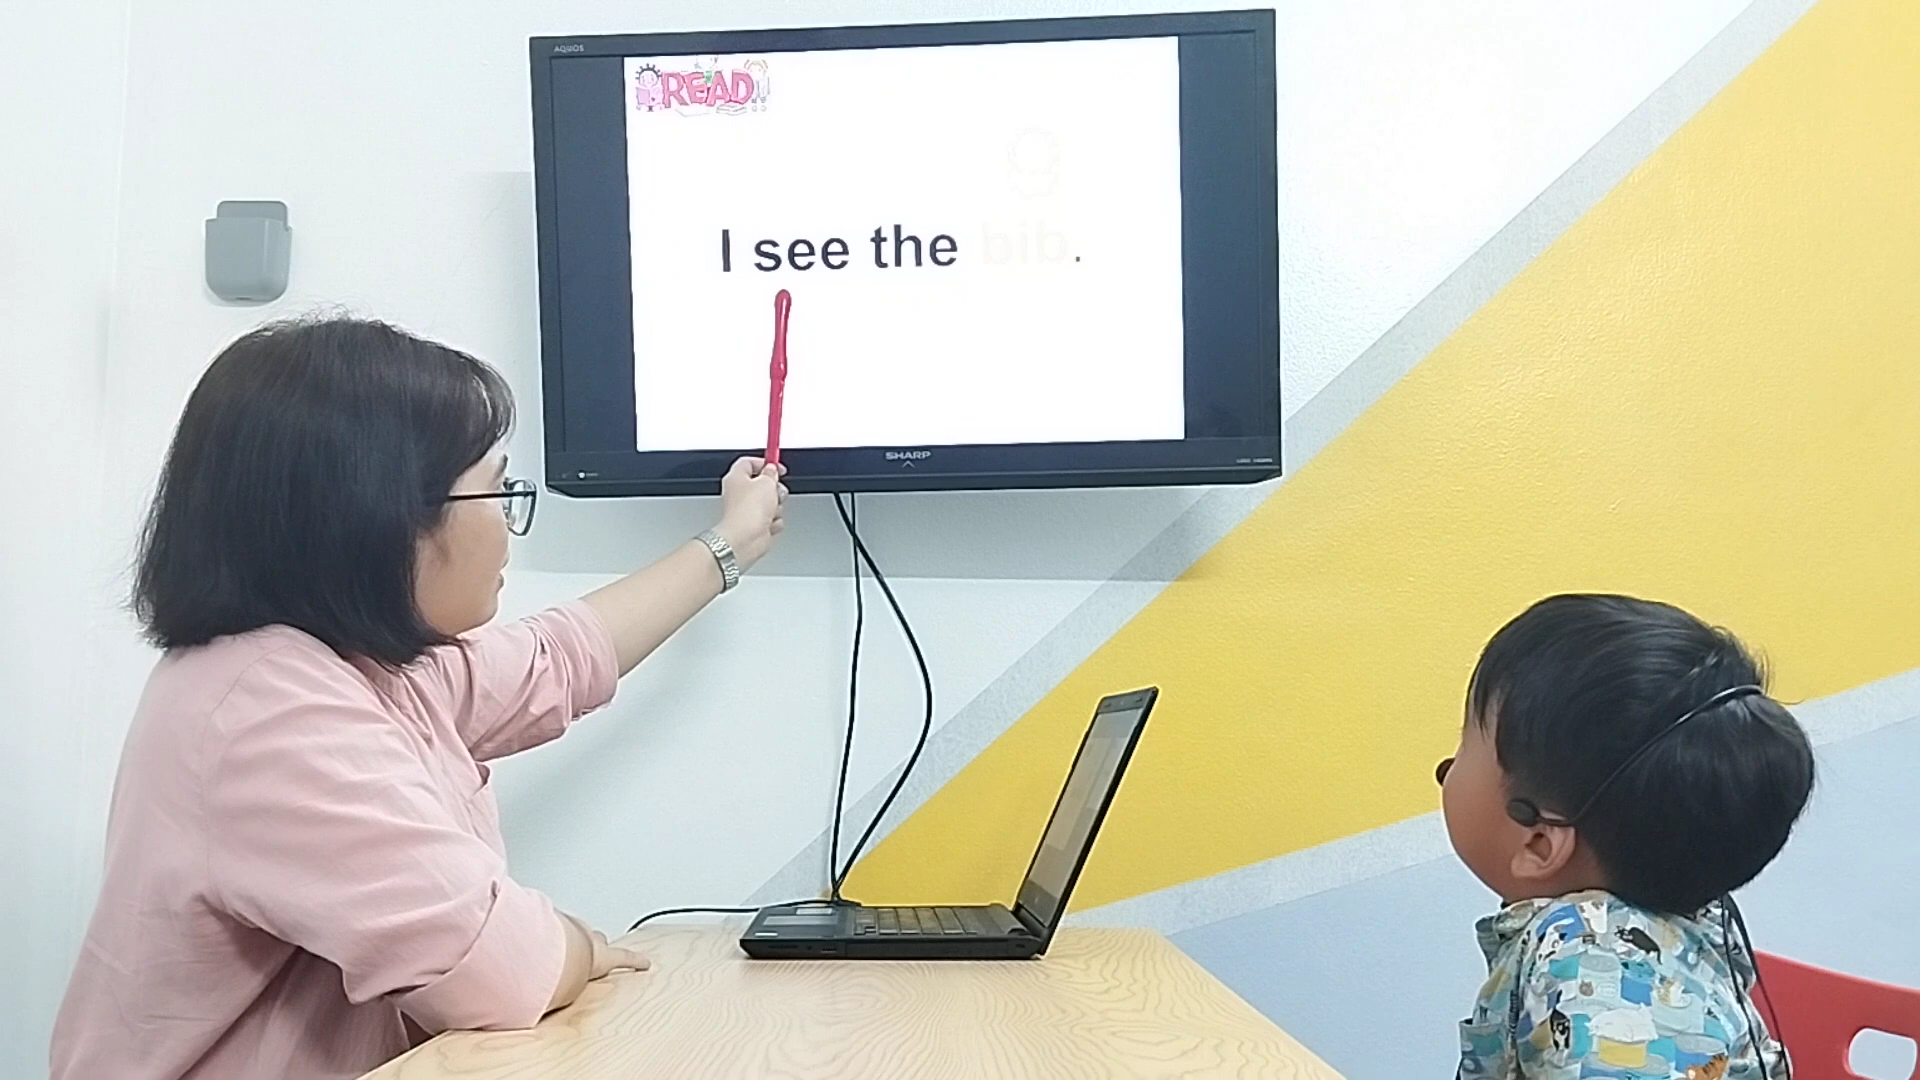 AQUOS
READ
I see the bib.
SHARP